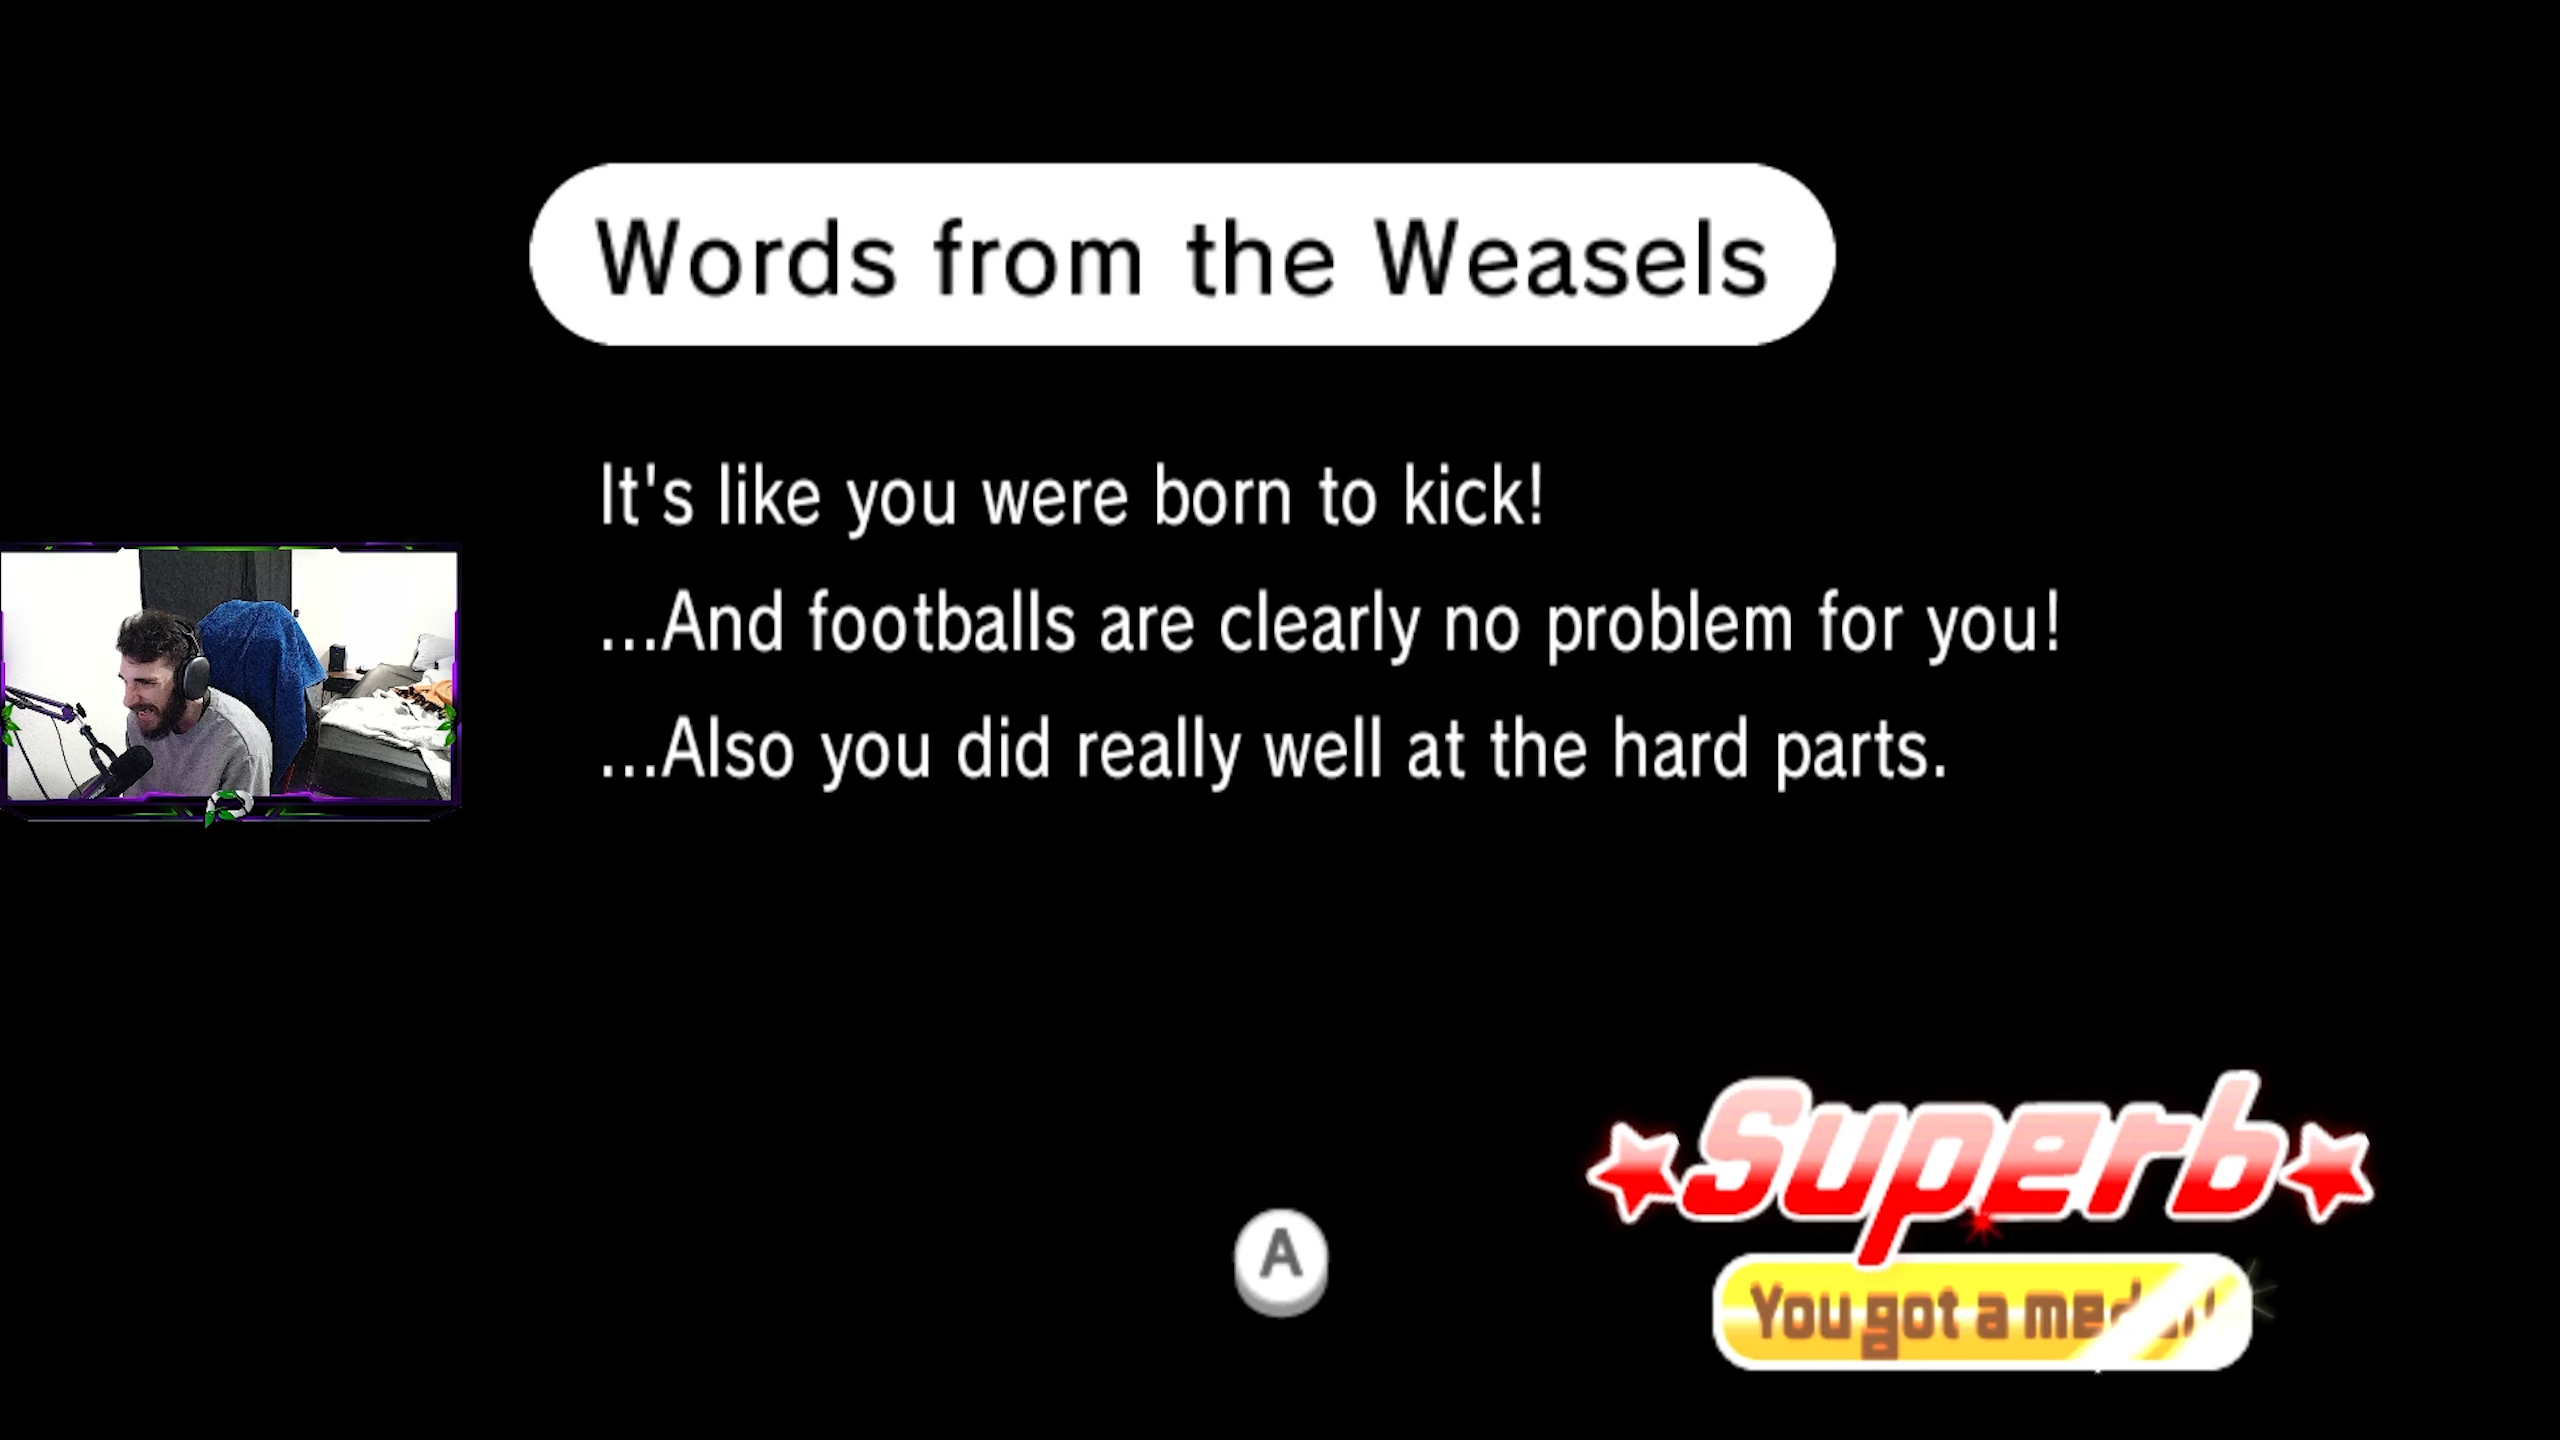 Words from the Weasels
It's like you were born to kick!
...And footballs are clearly no problem for you!
...Also you did really well at the hard parts.
Superb
A
You got a